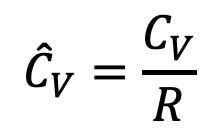 Ĉ_V = C_V / R